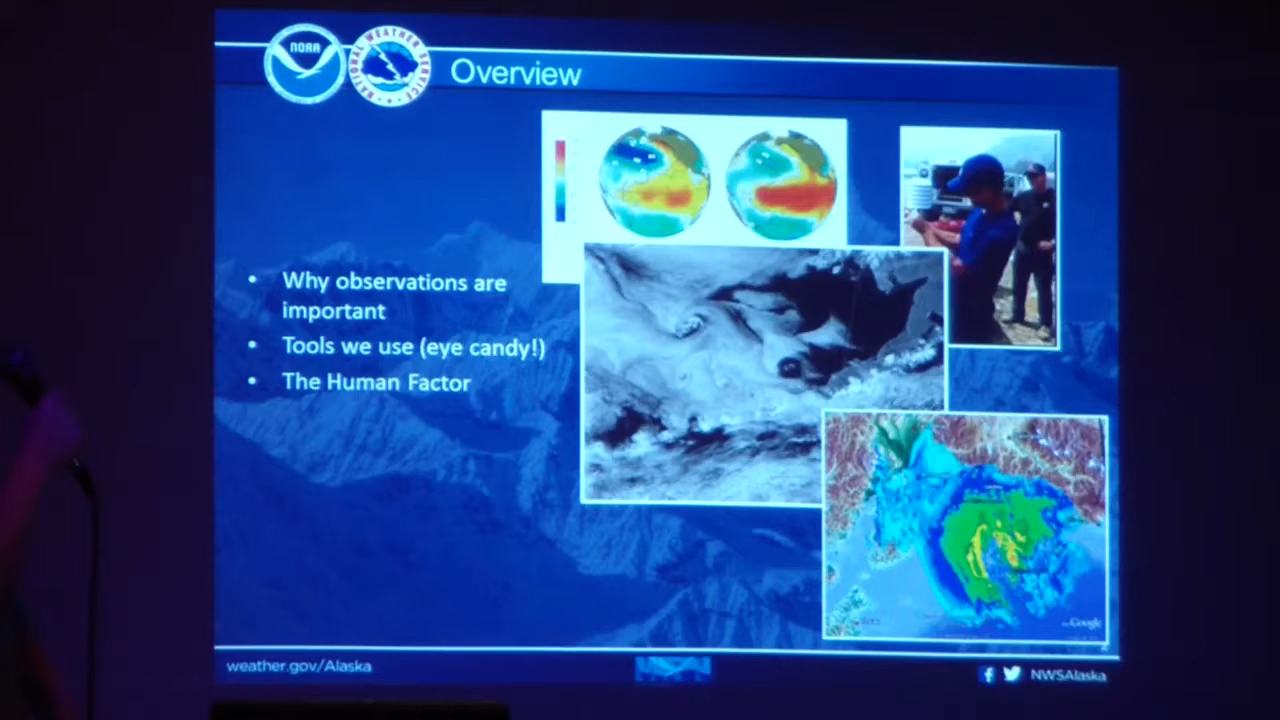 NOAA
NATIONAL WEATHER SERVICE
Overview
• Why observations are
important
• Tools we use (eye candy!)
• The Human Factor
Google
weather.gov/Alaska
NWSAlaska